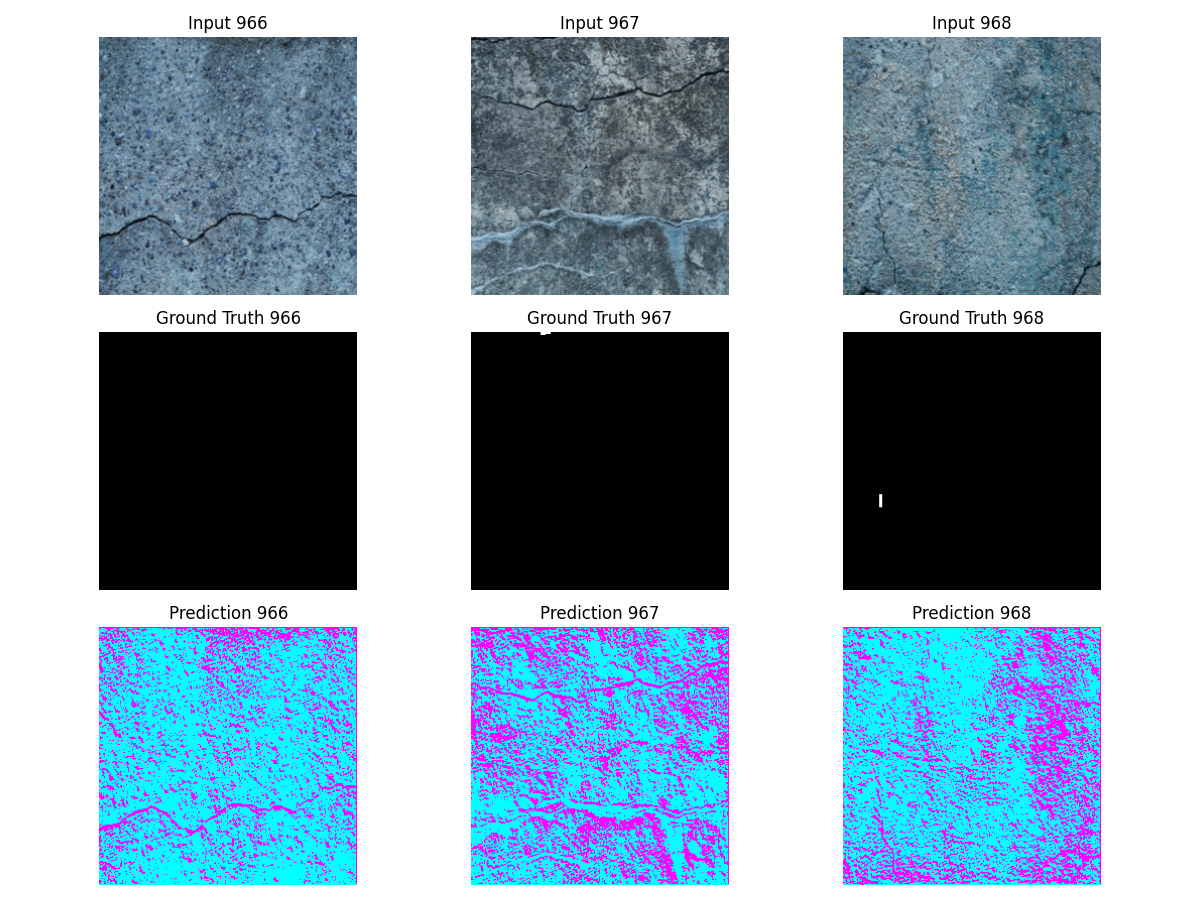 Input 966
Input 967
Input 968
Ground Truth 966
Ground Truth 967
Ground Truth 968
Prediction 966
Prediction 967
Prediction 968